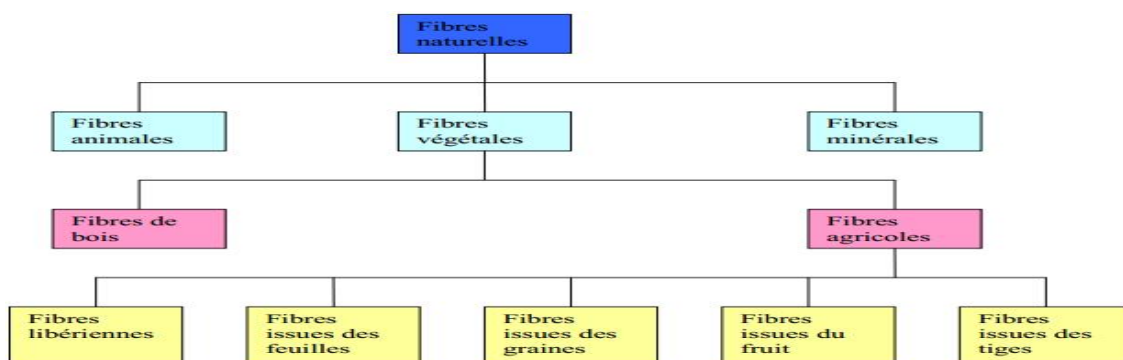 Fibres
naturelles
Fibres
animales
Fibres
végétales
Fibres
minérales
Fibres de
bois
Fibres
agricoles
Fibres
libériennes
Fibres
issues des
feuilles
Fibres
issues des
graines
Fibres
issues du
fruit
Fibres
issues des
tiges